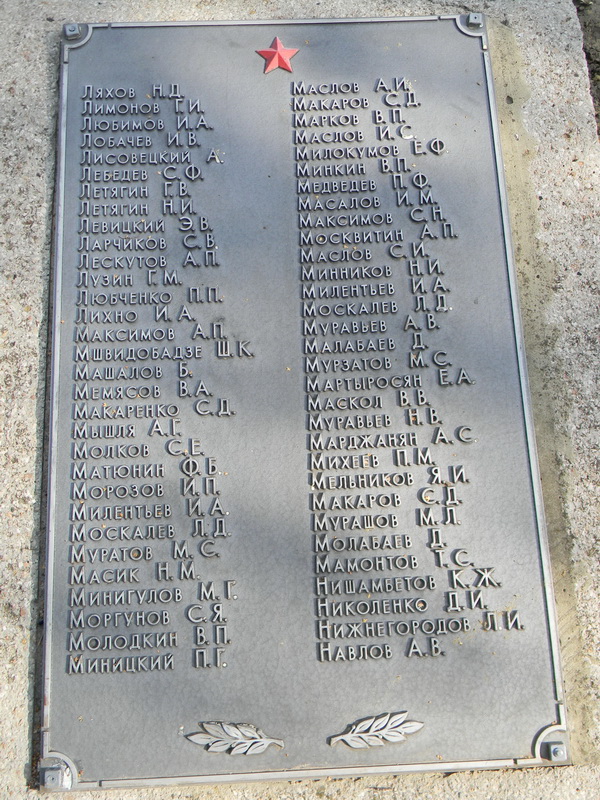 Ляхов Н.Д.
Лимонов Г.И.
Любимов И.А.
Лобачев И.В.
Лисовецкий А.
Лебедев С.Ф.
Летягин Г.В.
Летягин Н.И.
Левицкий Э.В.
Ларчиков С.В.
Лескутов А.П.
Лузин Г.М.
Любченко П.П.
Лихно И.А.
Максимов А.П.
Мшвидобадзе Ш.К.
Машалов Б.
Мемясов В.А.
Макаренко С.Д.
Мышля А.Г.
Молков С.Е.
Матюнин Ф.Б.
Морозов И.П.
Милентьев И.А.
Москалев Л.Д.
Муратов М.С.
Масик Н.М.
Минигулов М.Г.
Моргунов С.Я.
Молодкин В.П.
Миницкий П.Г.
Маслов А.И.
Макаров С.Д.
Марков В.П.
Маслов И.С.
Милокумов Е.Ф.
Минкин В.П.
Медведев П.Ф.
Масалов И.М.
Максимов С.Н.
Москвитин А.П.
Маслов С.И.
Минников Н.И.
Милентьев И.А.
Москалев Л.Д.
Муравьев А.В.
Малабаев Д.
Мурзатов М.С.
Мартыросян Е.А.
Маскол В.В.
Муравьев Н.В.
Марджанян А.С.
Михеев П.М.
Мельников Я.И.
Макаров С.Д.
Мурашов М.Л.
Молабаев Д.
Мамонтов Т.С.
Нишамбетов К.Ж.
Николенко Д.И.
Нижнегородов Л.И.
Навлов А.В.